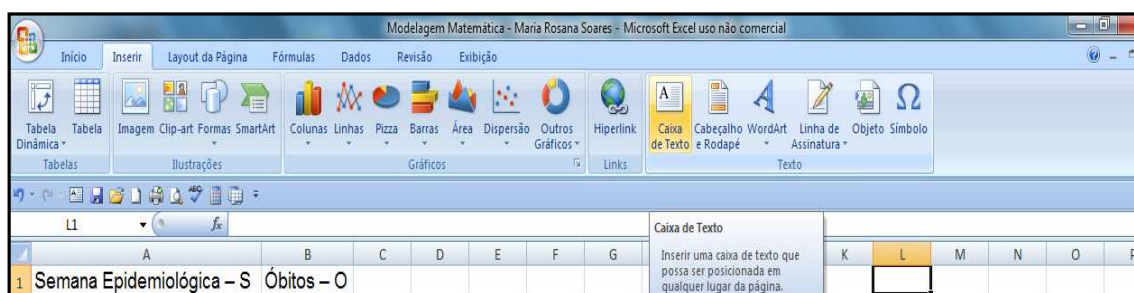 Modelagem Matemática - Maria Rosana Soares - Microsoft Excel uso não comercial
Início Inserir Layout da Página Fórmulas Dados Revisão Exibição
Tabela Dinâmica Tabela Imagem Clip-art Formas SmartArt Colunas Linhas Pizza Barras Área Dispersão Outros Gráficos Hiperlink Caixa de Texto Cabeçalho e Rodapé WordArt Linha de Assinatura Objeto Símbolo
Tabelas Ilustrações Gráficos Links Texto
L1 fx
Caixa de Texto
Inserir uma caixa de texto que
possa ser posicionada em
qualquer lugar da página.
A B C D E F G K L M N O
1 Semana Epidemiológica – S Óbitos – O